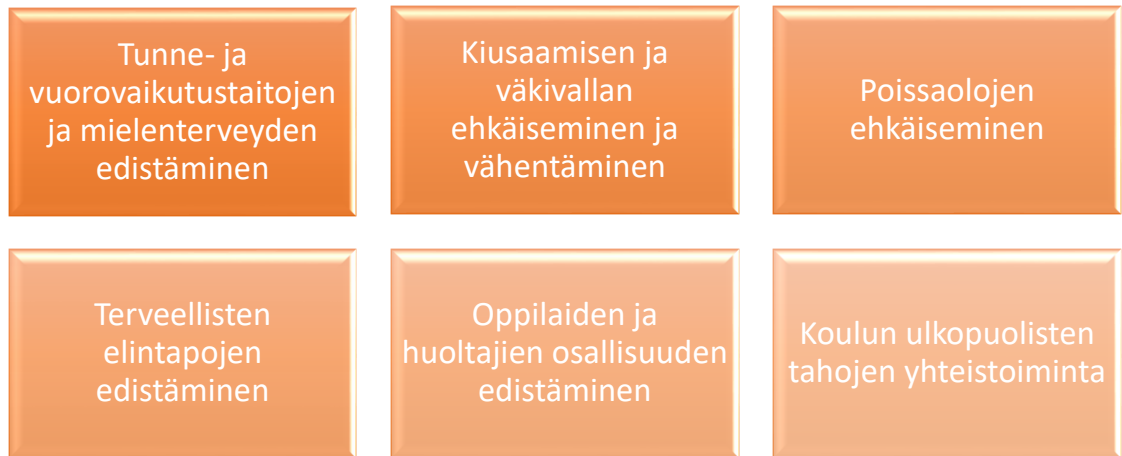 Tunne- ja
vuorovaikutustaitojen
ja mielenterveyden
edistäminen
Kiusaamisen ja
väkivallan
ehkäiseminen ja
vähentäminen
Poissaolojen
ehkäiseminen
Terveellisten
elintapojen
edistäminen
Oppilaiden ja
huoltajien osallisuuden
edistäminen
Koulun ulkopuolisten
tahojen yhteistoiminta